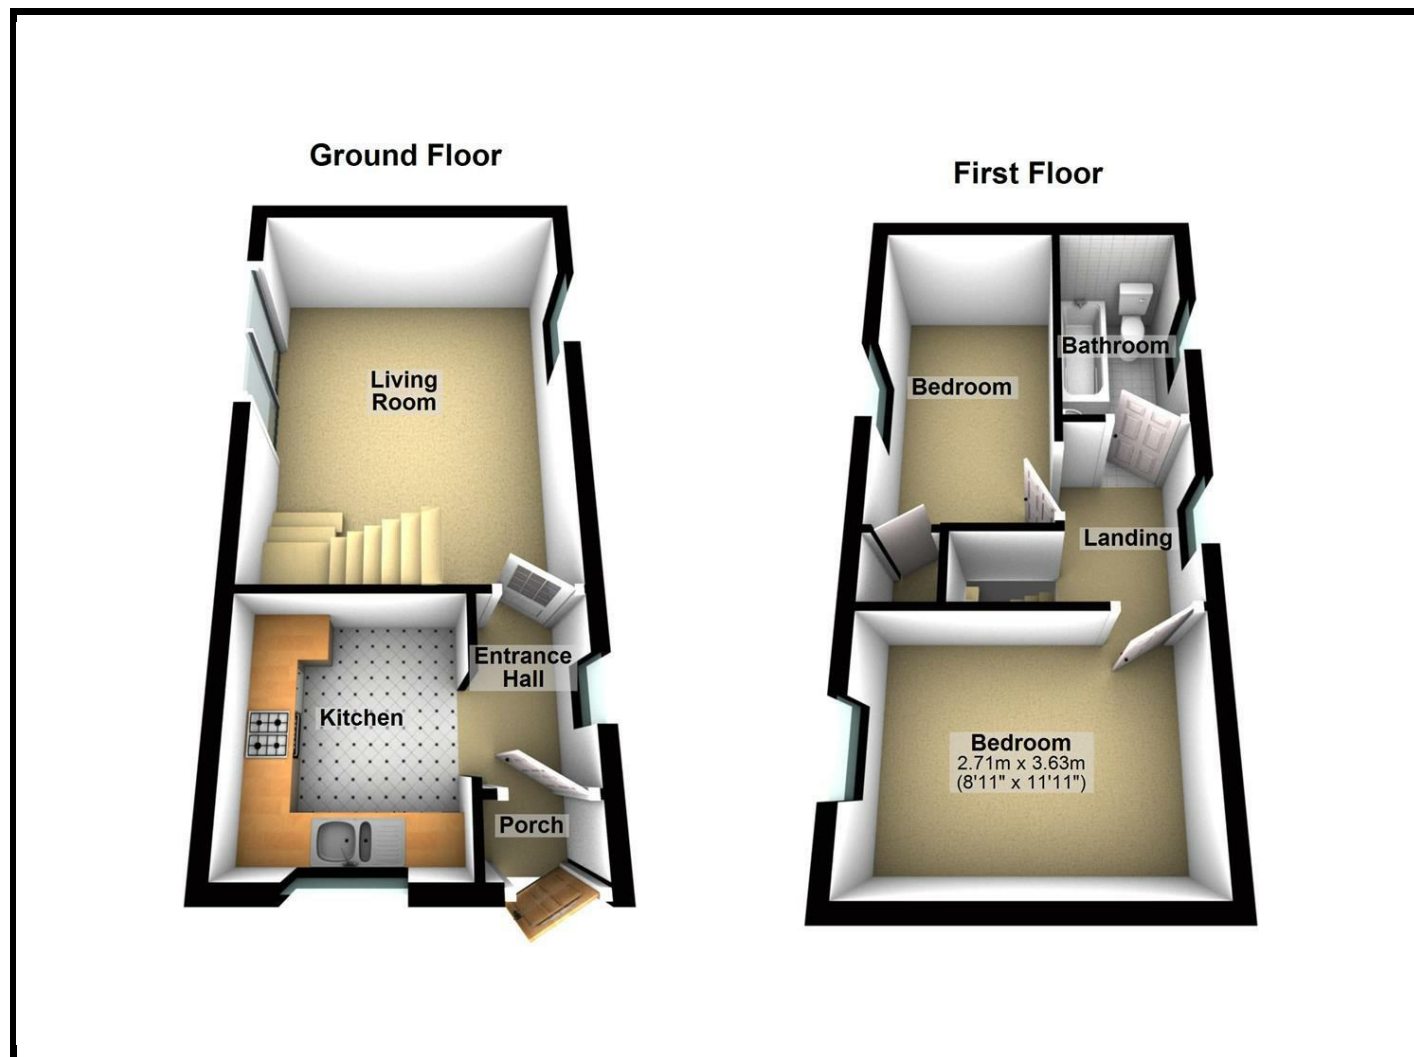 Ground Floor
Living
Room
Entrance
Hall
Kitchen
Porch
First Floor
Bathroom
Bedroom
Landing
Bedroom
2.71m x 3.63m
(8'11" x 11'11")